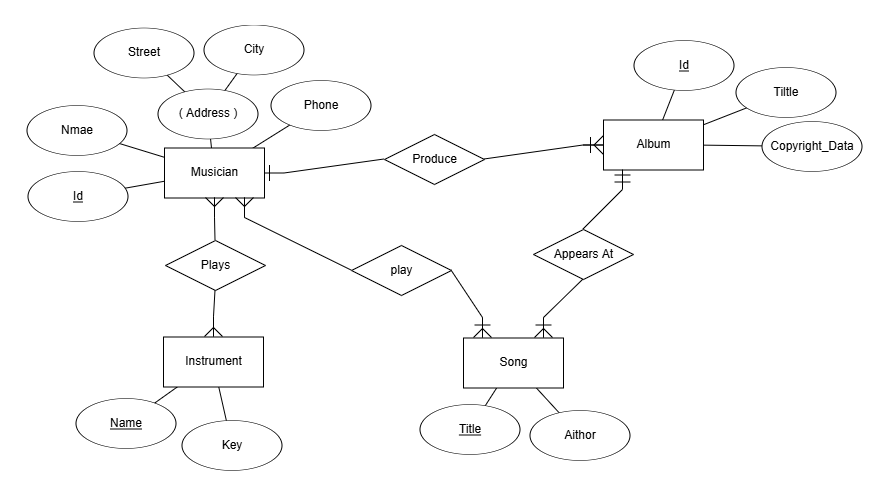 Street
City
( Address )
Phone
Nmae
Id
Musician
Produce
Id
Tiltle
Album
Copyright_Data
Plays
play
Appears At
Instrument
Song
Name
Key
Title
Aithor